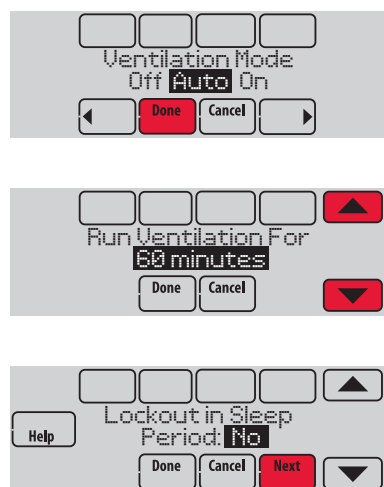 Ventilation Mode
Off Auto On
Done Cancel
Run Ventilation For
60 minutes
Done Cancel
Lockout in Sleep
Help
Period: No
Done Cancel Next